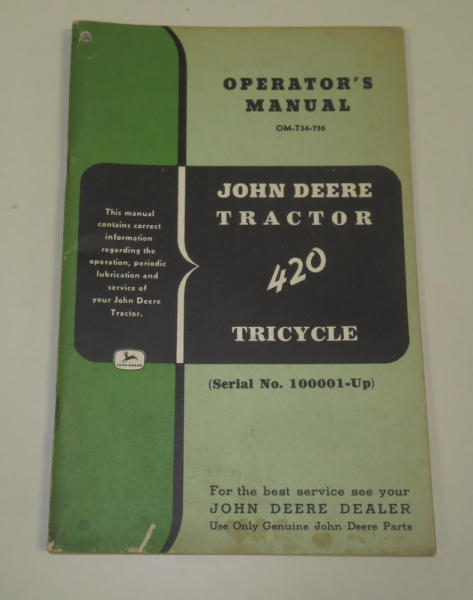 OPERATOR'S
MANUAL
OM-T34-756
This manual
contains correct
information
regarding the
operation, periodic
lubrication and
service of
your John Deere
Tractor.
JOHN DEERE
JOHN DEERE
TRACTOR
420
TRICYCLE
(Serial No. 100001-Up)
For the best service see your
JOHN DEERE DEALER
Use Only Genuine John Deere Parts